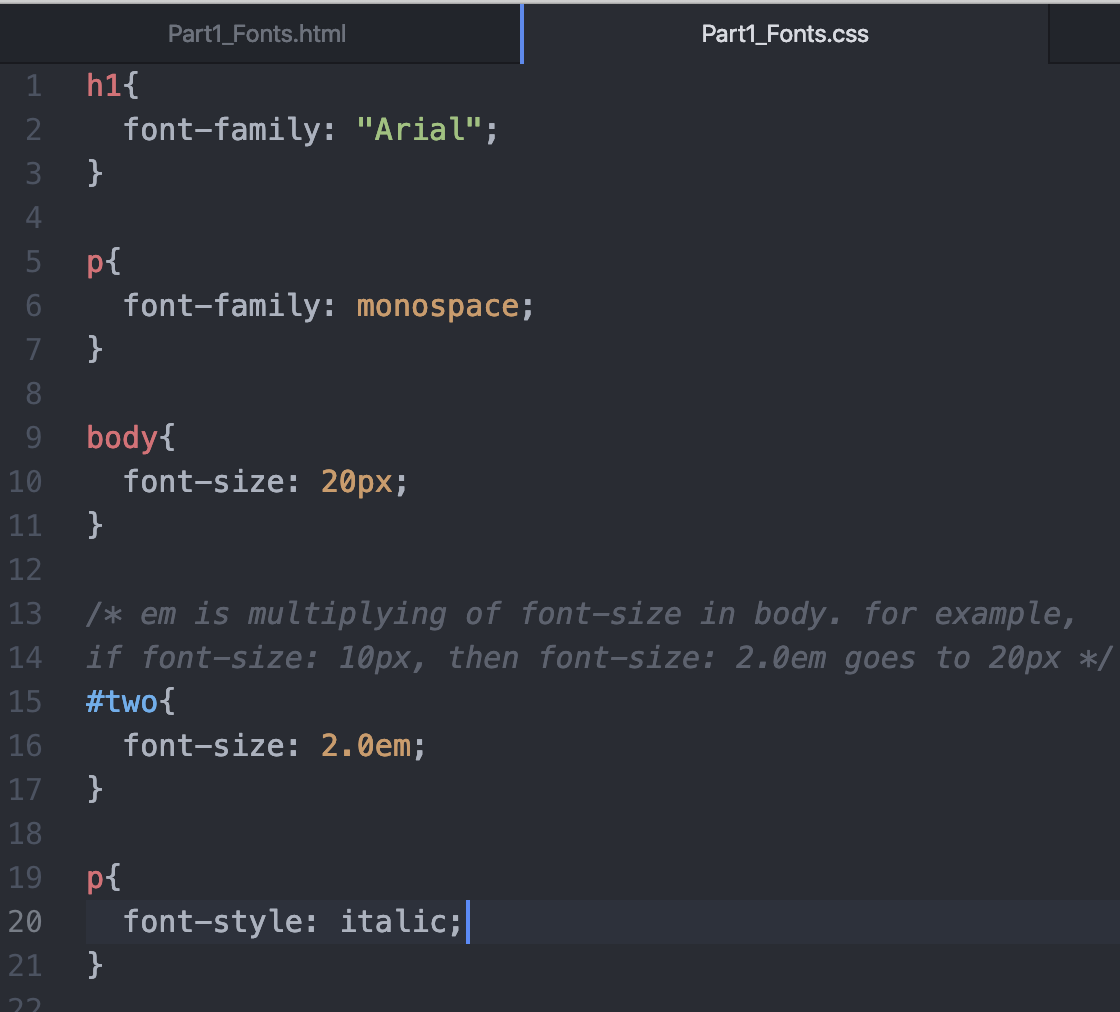 Part1_Fonts.html
Part1_Fonts.css
1 h1{
2 font-family: "Arial";
3 }
4
5 p{
6 font-family: monospace;
7 }
8
9 body{
10 font-size: 20px;
11 }
12
13 /* em is multiplying of font-size in body. for example,
14 if font-size: 10px, then font-size: 2.0em goes to 20px */
15 #two{
16 font-size: 2.0em;
17 }
18
19 p{
20 font-style: italic;
21 }
22